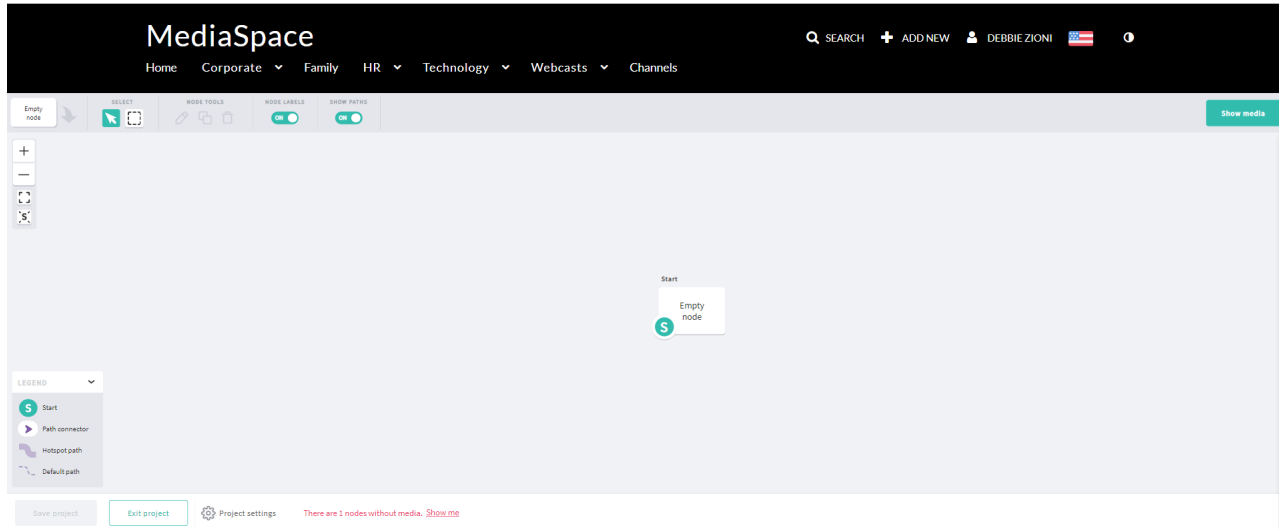 MediaSpace
SEARCH ADD NEW DEBBIE ZIONI
Home Corporate Family HR Technology Webcasts Channels
Empty
node
SELECT NODE TOOLS NODE LABELS SHOW PATHS
ON ON
Show media
S
Start
Empty
node
S
LEGEND
S Start
Path connector
Hotspot path
Default path
Save project Exit project Project settings There are 1 nodes without media. Show me